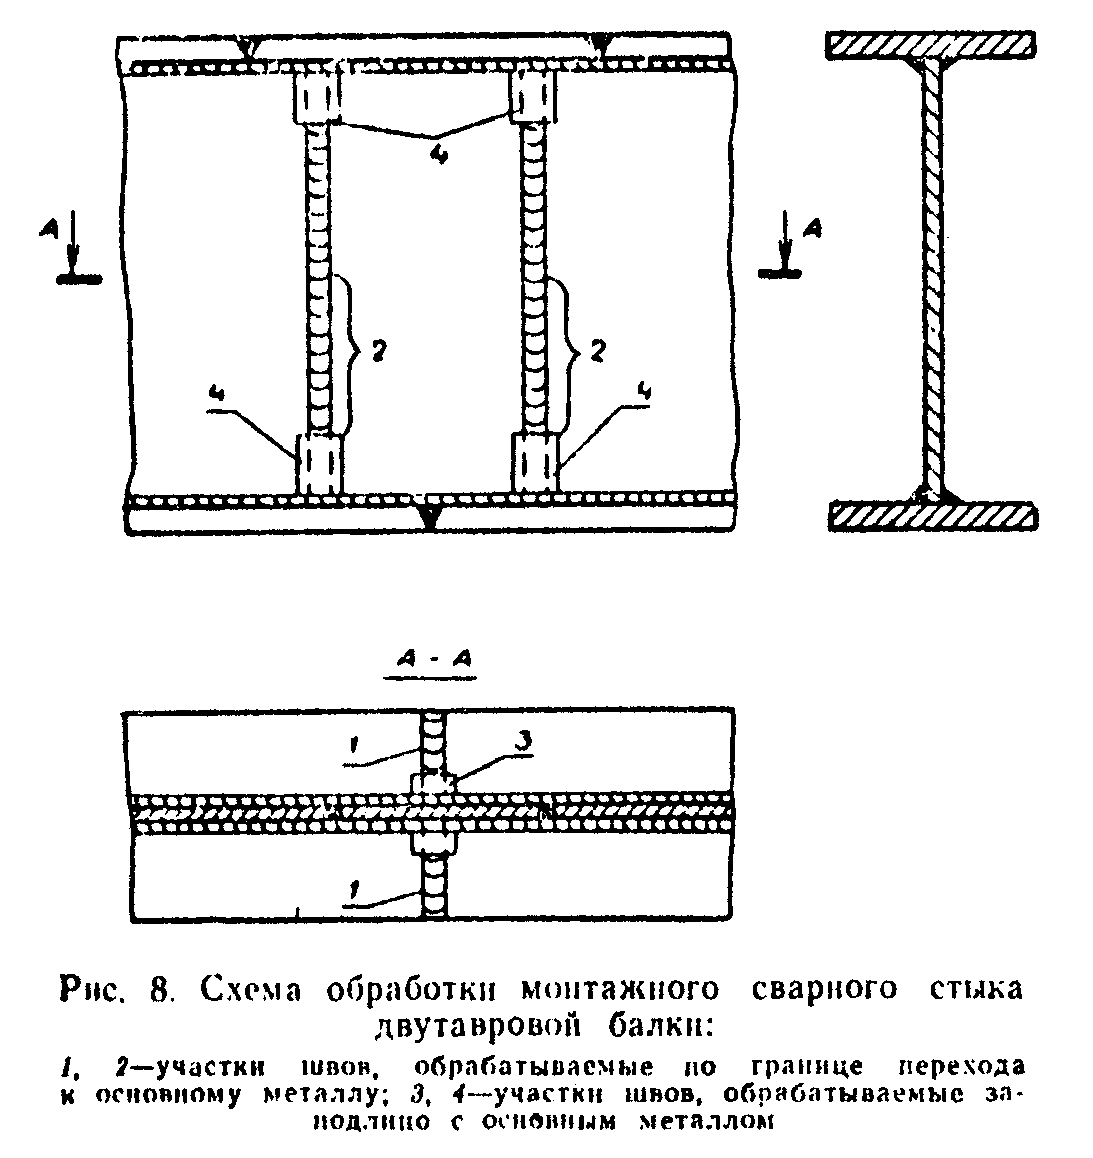 4
А
А
2
2
4
4
А - А
1
3
1
Рис. 8. Схема обработки монтажного сварного стыка
двутавровой балки:
1, 2—участки швов, обрабатываемые по границе перехода
к основному металлу; 3, 4—участки швов, обрабатываемые за-
подлицо с основным металлом